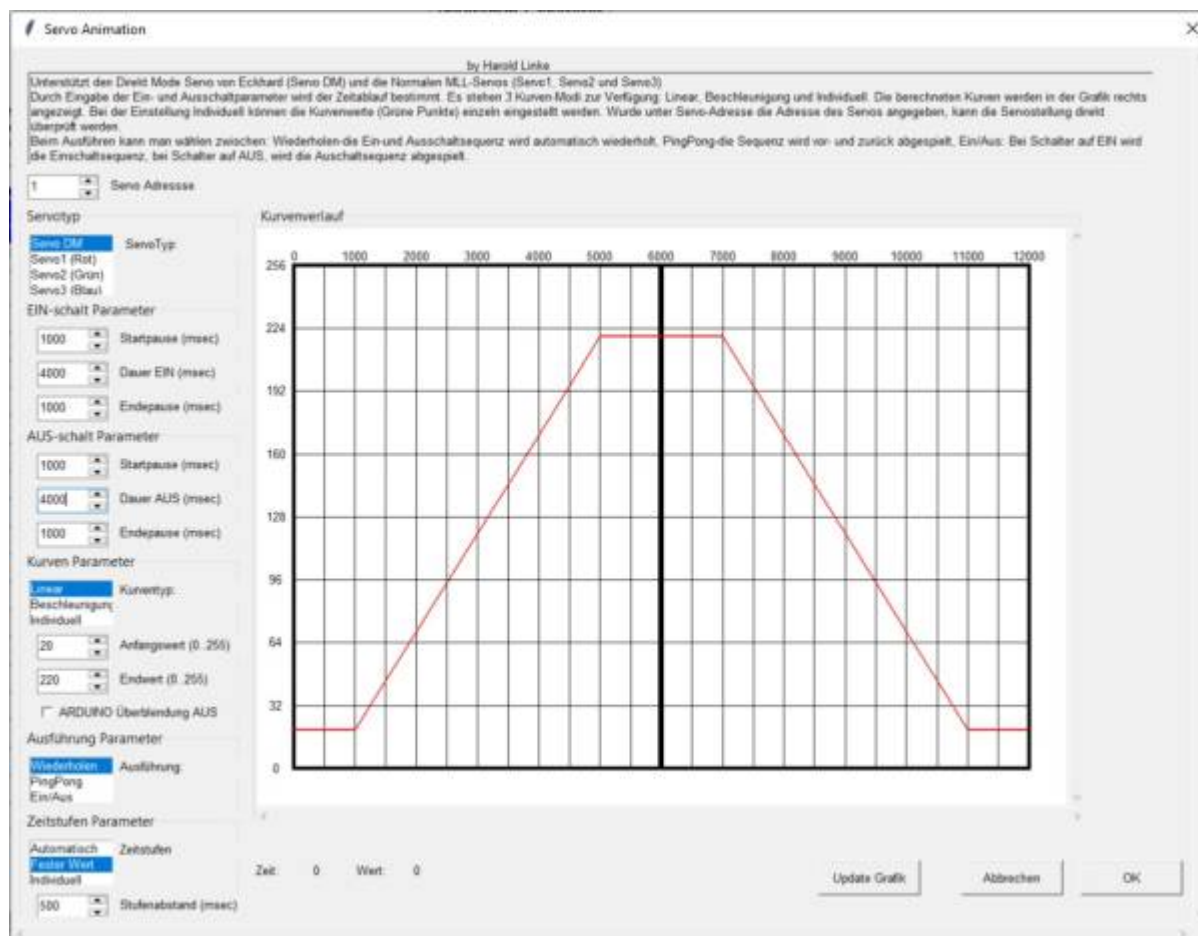 Servo Animation
by Harold Linke
Unterstützt den Direkt Mode Servo von Eckhard (Servo DM) und die Normalen MLL-Servos (Servo1, Servo2 und Servo3)
Durch Eingabe der Ein- und Ausschaltparameter wird der Zeitablauf bestimmt. Es stehen 3 Kurven-Modi zur Verfügung: Linear, Beschleunigung und Individuell. Die berechneten Kurven werden in der Grafik rechts
angezeigt. Bei der Einstellung Individuell können die Kurvenwerte (Grüne Punkte) einzeln eingestellt werden. Wurde unter Servo-Adresse die Adresse des Servos angegeben, kann die Servostellung direkt
überprüft werden.
Beim Ausführen kann man wählen zwischen: Wiederholen-die Ein-und Ausschaltsequenz wird automatisch wiederholt, PingPong-die Sequenz wird vor- und zurück abgespielt, Ein/Aus: Bei Schalter auf EIN wird
die Einschaltsequenz, bei Schalter auf AUS, wird die Auschaltsequenz abgespielt.
1 Servo Adressse
Servotyp
Servo DM ServoTyp:
Servo1 (Rot)
Servo2 (Grün)
Servo3 (Blau)
EIN-schalt Parameter
1000 Startpause (msec)
4000 Dauer EIN (msec)
1000 Endepause (msec)
AUS-schalt Parameter
1000 Startpause (msec)
4000 Dauer AUS (msec)
1000 Endepause (msec)
Kurven Parameter
Linear Kurventyp:
Beschleunigung
Individuell
20 Anfangswert (0..255)
220 Endwert (0..255)
ARDUINO Überblendung AUS
Ausführung Parameter
Wiederholen Ausführung:
PingPong
Ein/Aus
Zeitstufen Parameter
Automatisch Zeitstufen
Fester Wert
Individuell
500 Stufenabstand (msec)
Kurvenverlauf
0 1000 2000 3000 4000 5000 6000 7000 8000 9000 10000 11000 12000
256
224
192
160
128
96
64
32
0
Zeit: 0 Wert: 0
Update Grafik Abbrechen OK